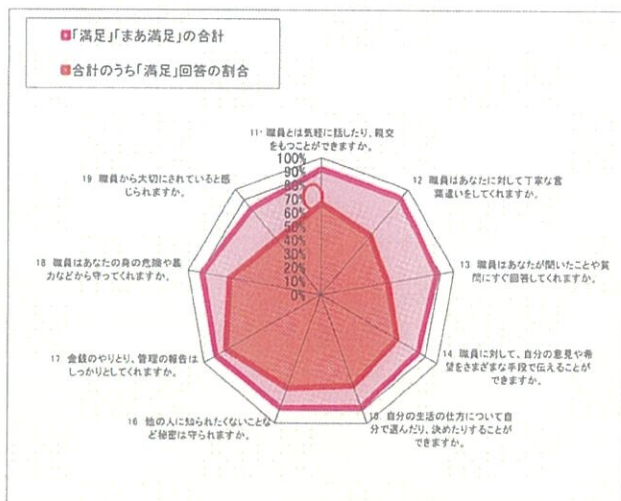 「満足」「まあ満足」の合計
合計のうち「満足」回答の割合
11 職員とは気軽に話したり、親交
をもつことができますか。
100%
90%
80%
70%
60%
50%
40%
30%
20%
10%
0%
12 職員はあなたに対して丁寧な言
葉遣いをしてくれますか。
13 職員はあなたが聞いたことや質
問にすぐ回答してくれますか。
14 職員に対して、自分の意見や希
望をさまざまな手段で伝えることが
できますか。
15 自分の生活の仕方について自
分で選んだり、決めたりすることが
できますか。
16 他の人に知られたくないことな
ど秘密は守られますか。
17 金銭のやりとり、管理の報告は
しっかりとしてくれますか。
18 職員はあなたの身の危険や暴
力などから守ってくれますか。
19 職員から大切にされていると感
じられますか。